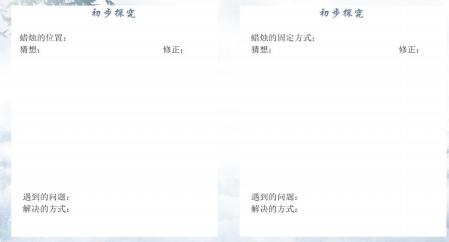 初步探究
蜡烛的位置：
猜想： 修正：
遇到的问题：
解决的方式：
初步探究
蜡烛的固定方式：
猜想： 修正：
遇到的问题：
解决的方式：